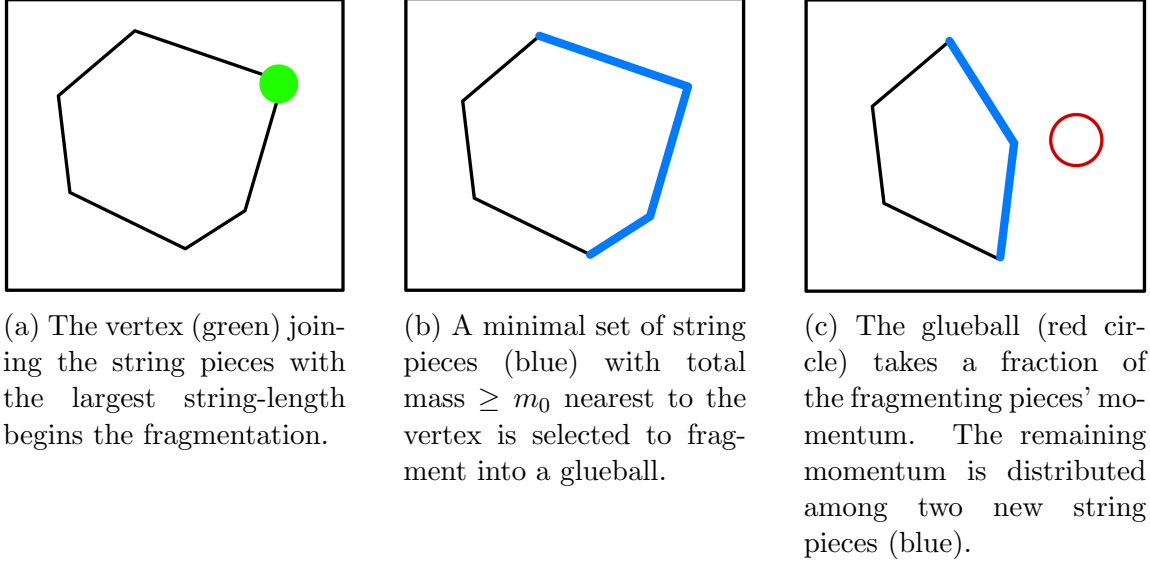 (a) The vertex (green) join-
ing the string pieces with
the largest string-length
begins the fragmentation.
(b) A minimal set of string
pieces (blue) with total
mass ≥ m₀ nearest to the
vertex is selected to frag-
ment into a glueball.
(c) The glueball (red cir-
cle) takes a fraction of
the fragmenting pieces' mo-
mentum. The remaining
momentum is distributed
among two new string
pieces (blue).